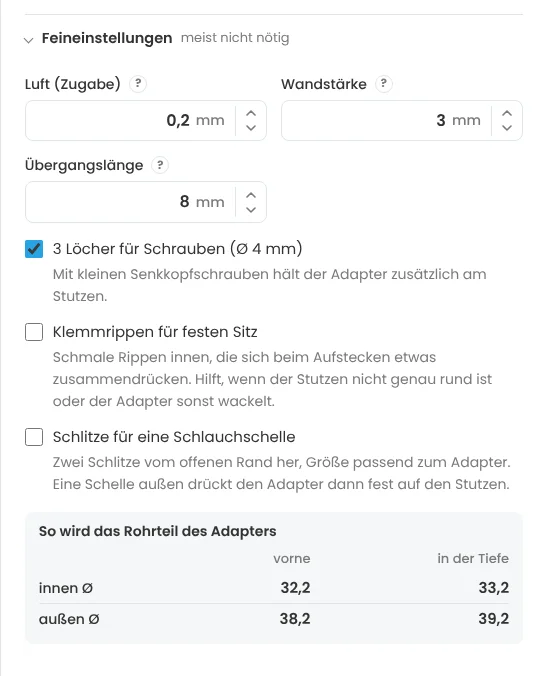 Feineinstellungen meist nicht nötig
Luft (Zugabe) ? Wandstärke ?
0,2 mm 3 mm
Übergangslänge ?
8 mm
3 Löcher für Schrauben (Ø 4 mm)
Mit kleinen Senkkopfschrauben hält der Adapter zusätzlich am
Stutzen.
Klemmrippen für festen Sitz
Schmale Rippen innen, die sich beim Aufstecken etwas
zusammendrücken. Hilft, wenn der Stutzen nicht genau rund ist
oder der Adapter sonst wackelt.
Schlitze für eine Schlauchschelle
Zwei Schlitze vom offenen Rand her, Größe passend zum Adapter.
Eine Schelle außen drückt den Adapter dann fest auf den Stutzen.
So wird das Rohrteil des Adapters
vorne in der Tiefe
innen Ø 32,2 33,2
außen Ø 38,2 39,2